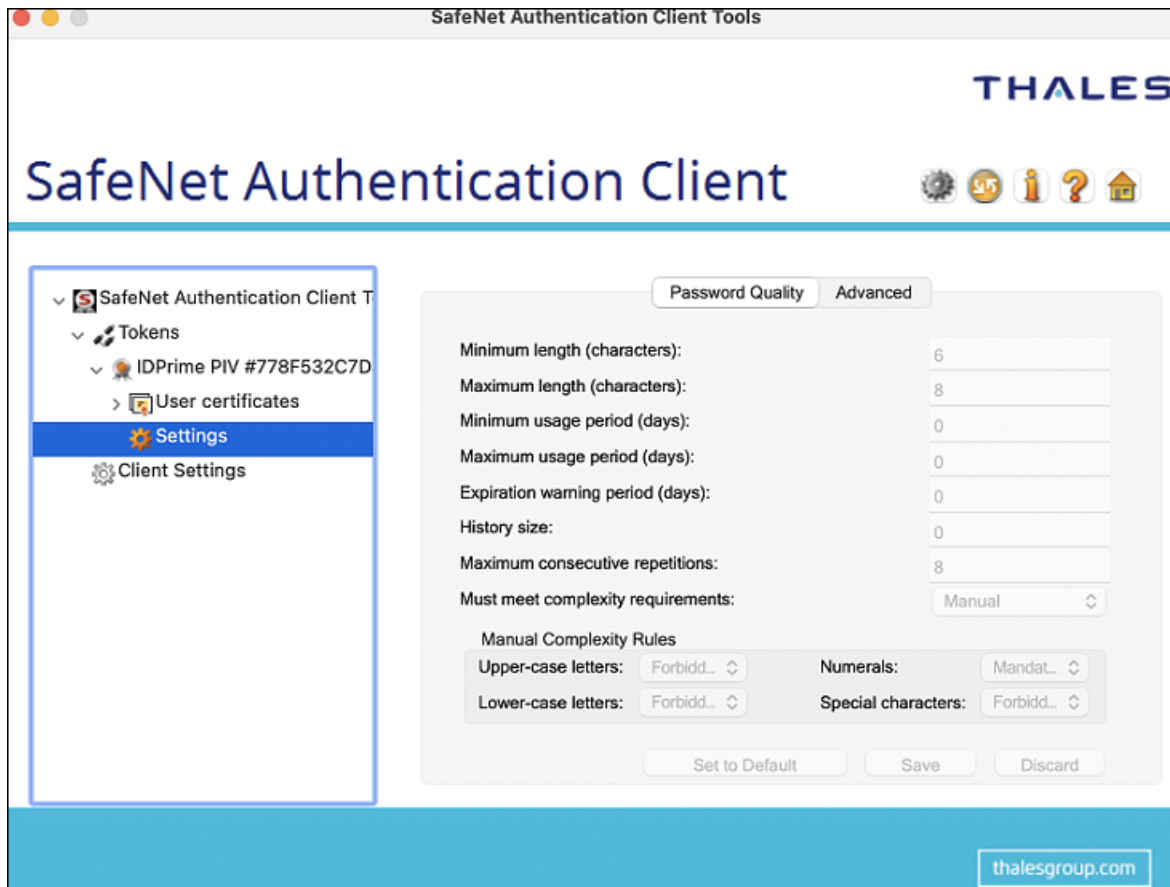 SafeNet Authentication Client Tools
THALES
SafeNet Authentication Client
SafeNet Authentication Client T
Tokens
IDPrime PIV #778F532C7D
User certificates
Settings
Client Settings
Password Quality Advanced
Minimum length (characters): 6
Maximum length (characters): 8
Minimum usage period (days): 0
Maximum usage period (days): 0
Expiration warning period (days): 0
History size: 0
Maximum consecutive repetitions: 8
Must meet complexity requirements: Manual
Manual Complexity Rules
Upper-case letters: Forbidd... Numerals: Mandat...
Lower-case letters: Forbidd... Special characters: Forbidd...
Set to Default Save Discard
thalesgroup.com